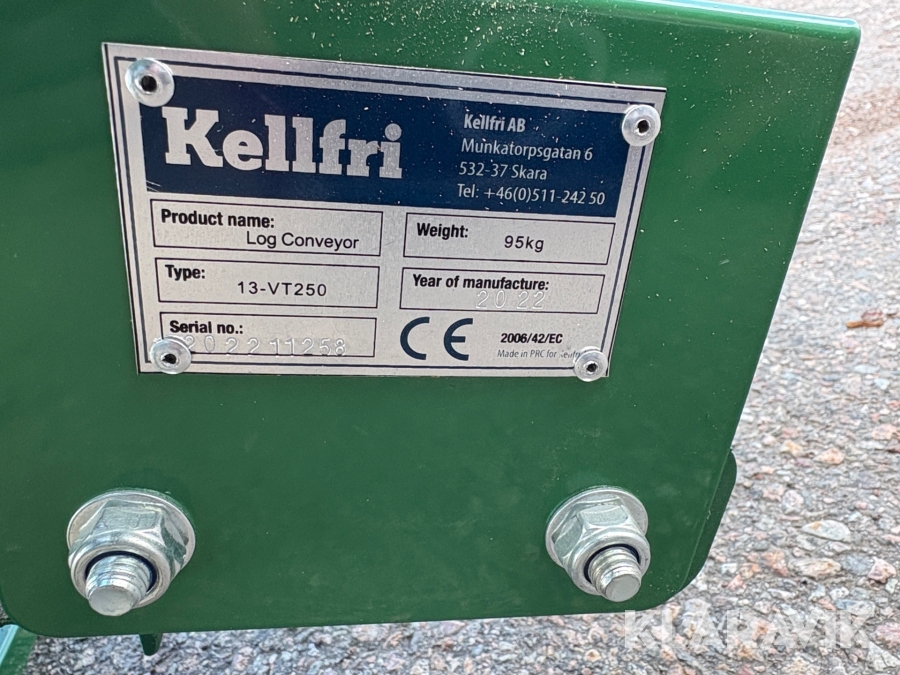 Kellfri
Kellfri AB
Munkatorpsgatan 6
532-37 Skara
Tel: +46(0)511-242 50
Product name:
Log Conveyor
Weight:
95kg
Type:
13-VT250
Year of manufacture:
2022
Serial no.:
202211258
CE
2006/42/EC
Made in PRC for Kellfri
KLARAVIK